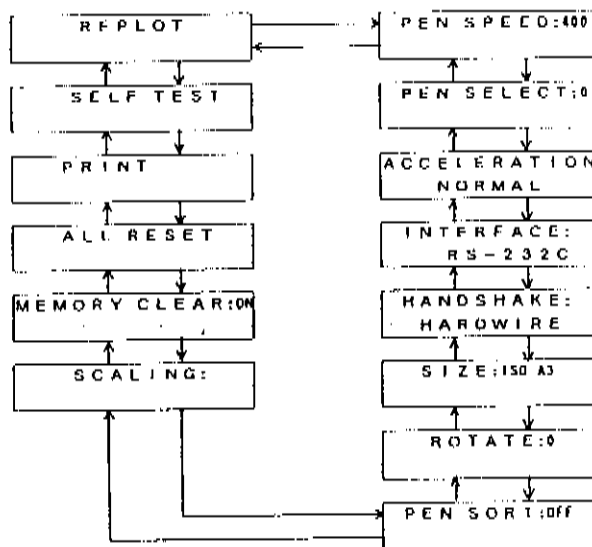 REPLOT
SELF TEST
PRINT
ALL RESET
MEMORY CLEAR:ON
SCALING:
PEN SPEED:400
PEN SELECT:0
ACCELERATION
NORMAL
INTERFACE:
RS-232C
HANDSHAKE:
HARDWIRE
SIZE:ISO A3
ROTATE:0
PEN SORT:OFF